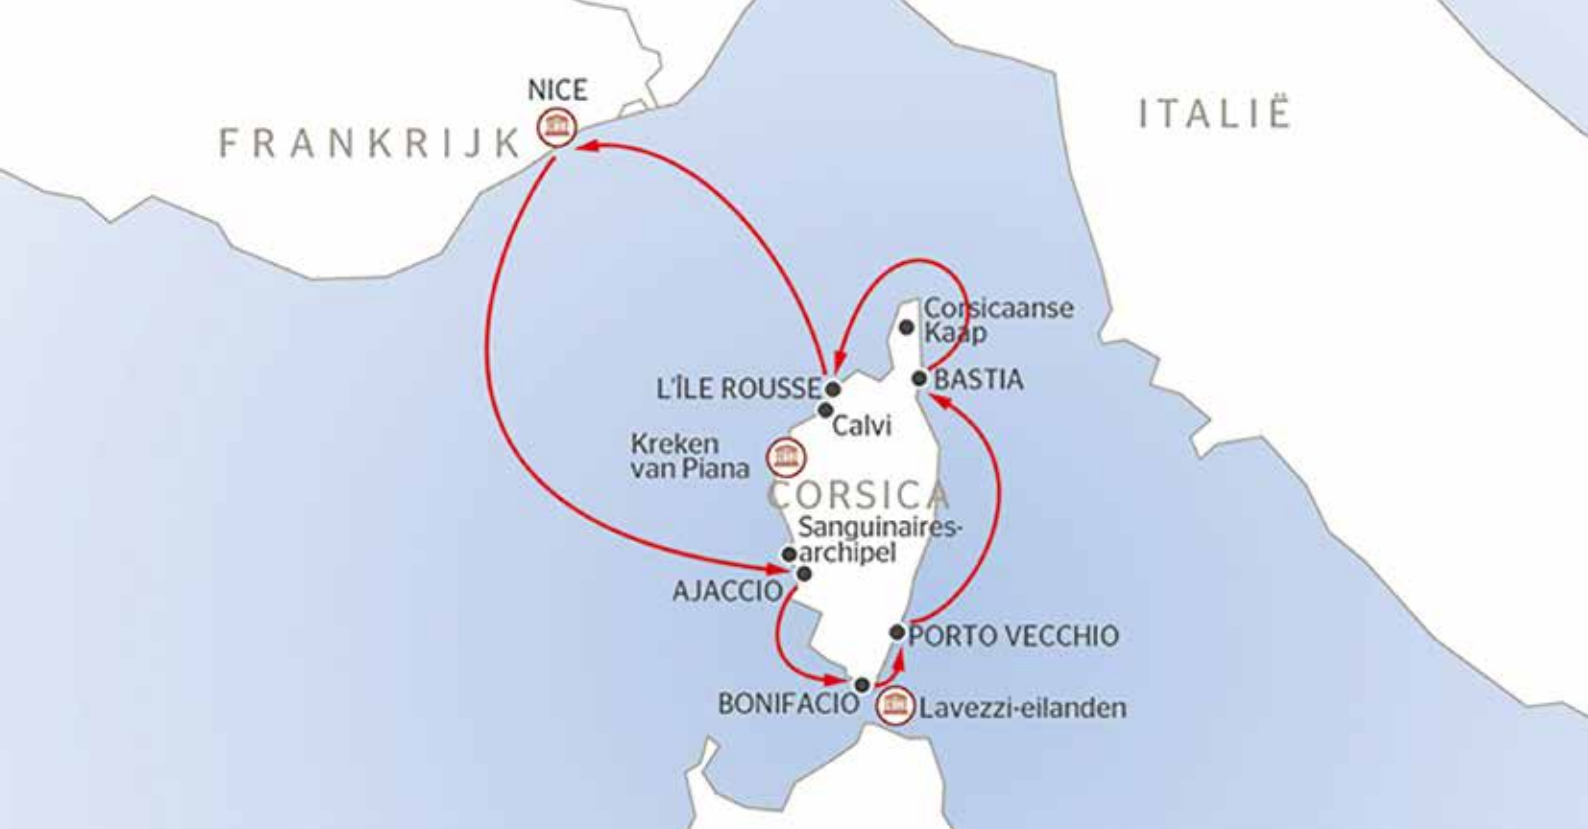 NICE
FRANKRIJK
ITALIË
Corsicaanse
Kaap
L'ÎLE ROUSSE
BASTIA
Calvi
Kreken
van Piana
CORSICA
Sanguinaires-
archipel
AJACCIO
PORTO VECCHIO
BONIFACIO
Lavezzi-eilanden